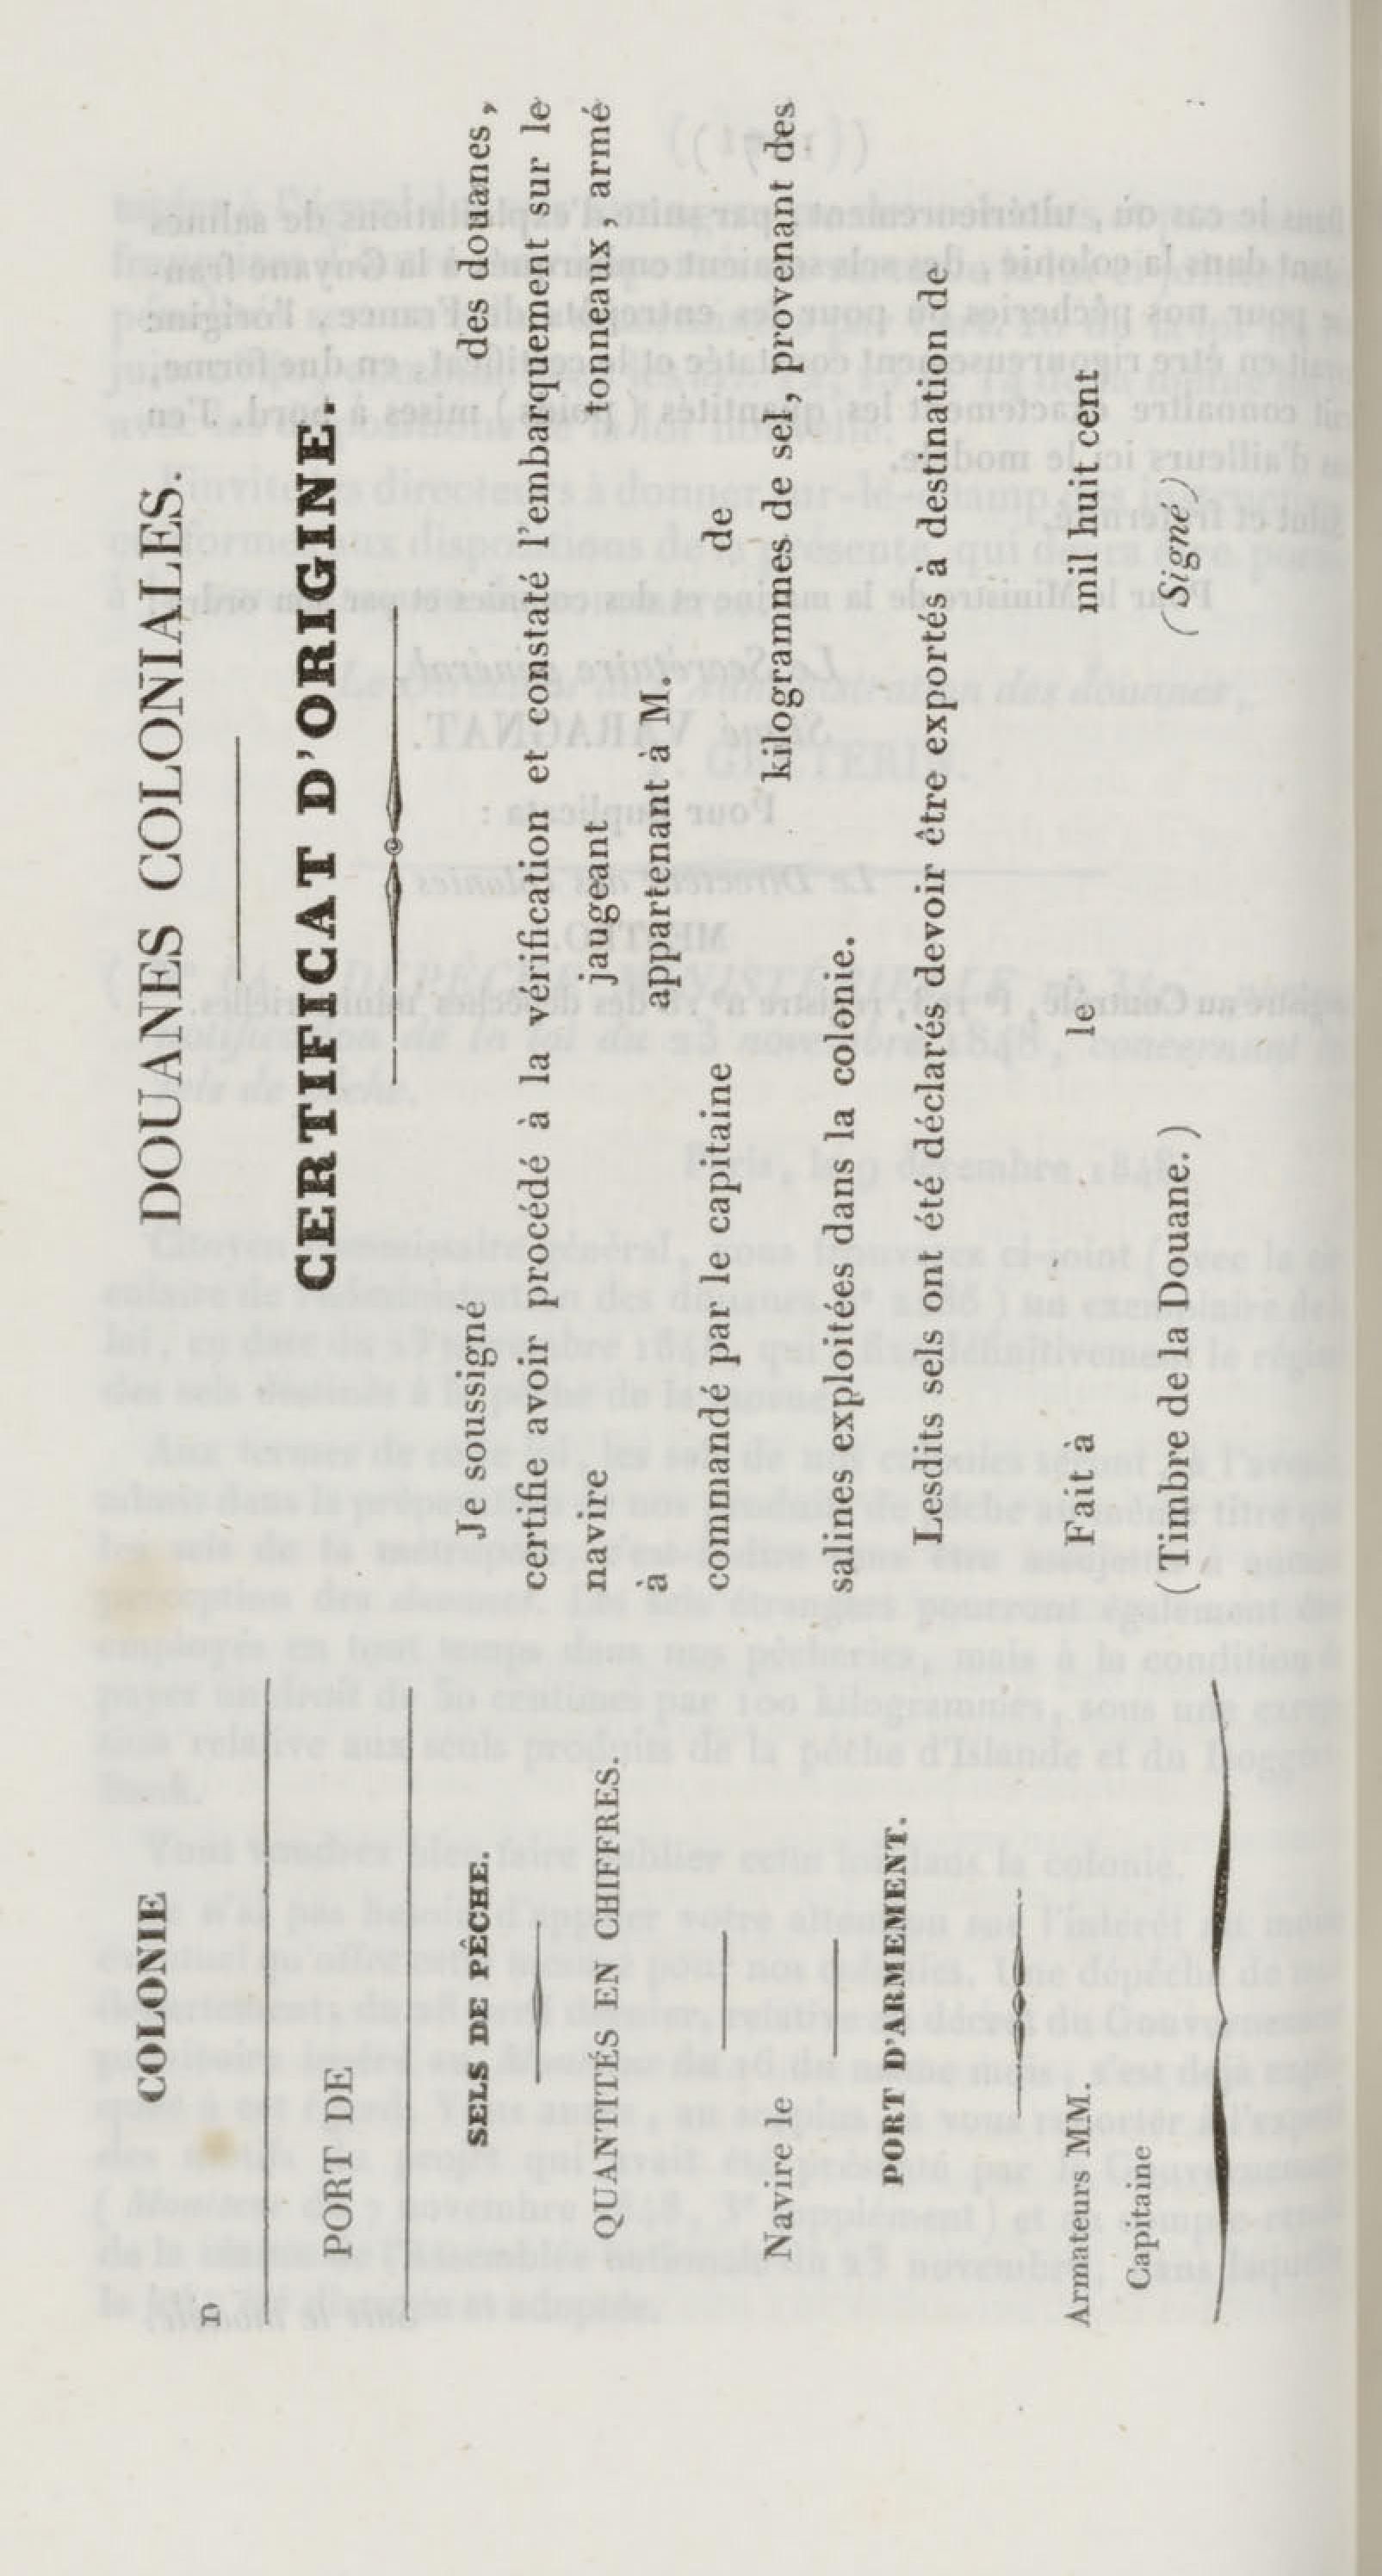 COLONIE
D
PORT DE
SELS DE PÊCHE.
QUANTITÉS EN CHIFFRES.
Navire le
PORT D'ARMEMENT.
Armateurs MM.
Capitaine
DOUANES COLONIALES.
CERTIFICAT D'ORIGINE.
Je soussigné des douanes,
certifie avoir procédé à la vérification et constaté l'embarquement sur le
navire jaugeant tonneaux, armé
à appartenant à M.
commandé par le capitaine de
kilogrammes de sel, provenant des
salines exploitées dans la colonie.
Lesdits sels ont été déclarés devoir être exportés à destination de
Fait à le mil huit cent
(Timbre de la Douane.) (Signé)